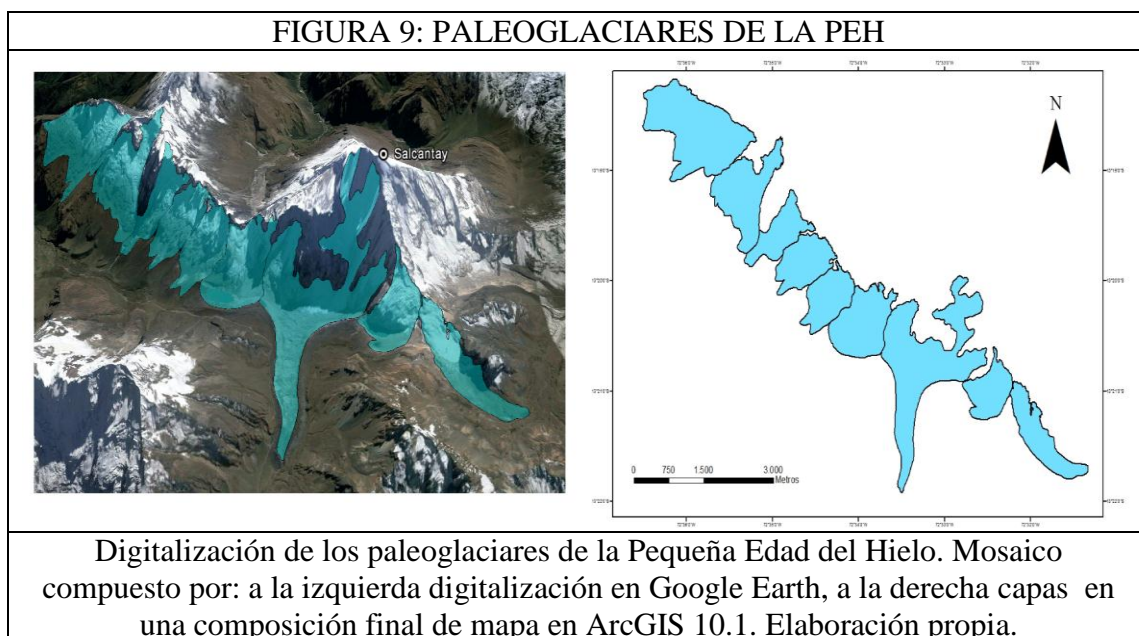 FIGURA 9: PALEOGLACIARES DE LA PEH
Salcantay
N
0 750 1.500 3.000
Metros
Digitalización de los paleoglaciares de la Pequeña Edad del Hielo. Mosaico
compuesto por: a la izquierda digitalización en Google Earth, a la derecha capas en
una composición final de mapa en ArcGIS 10.1. Elaboración propia.